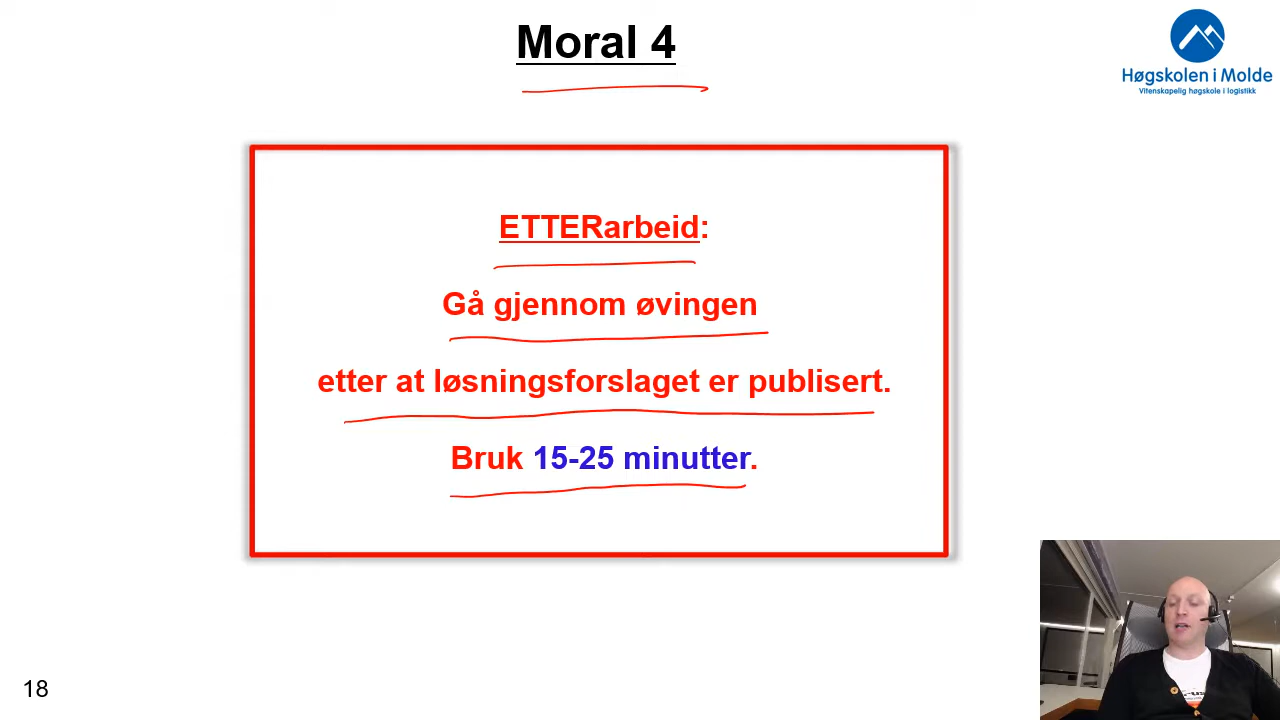 Moral 4
Høgskolen i Molde
Vitenskapelig høgskole i logistikk
ETTERarbeid:
Gå gjennom øvingen
etter at løsningsforslaget er publisert.
Bruk 15-25 minutter.
18